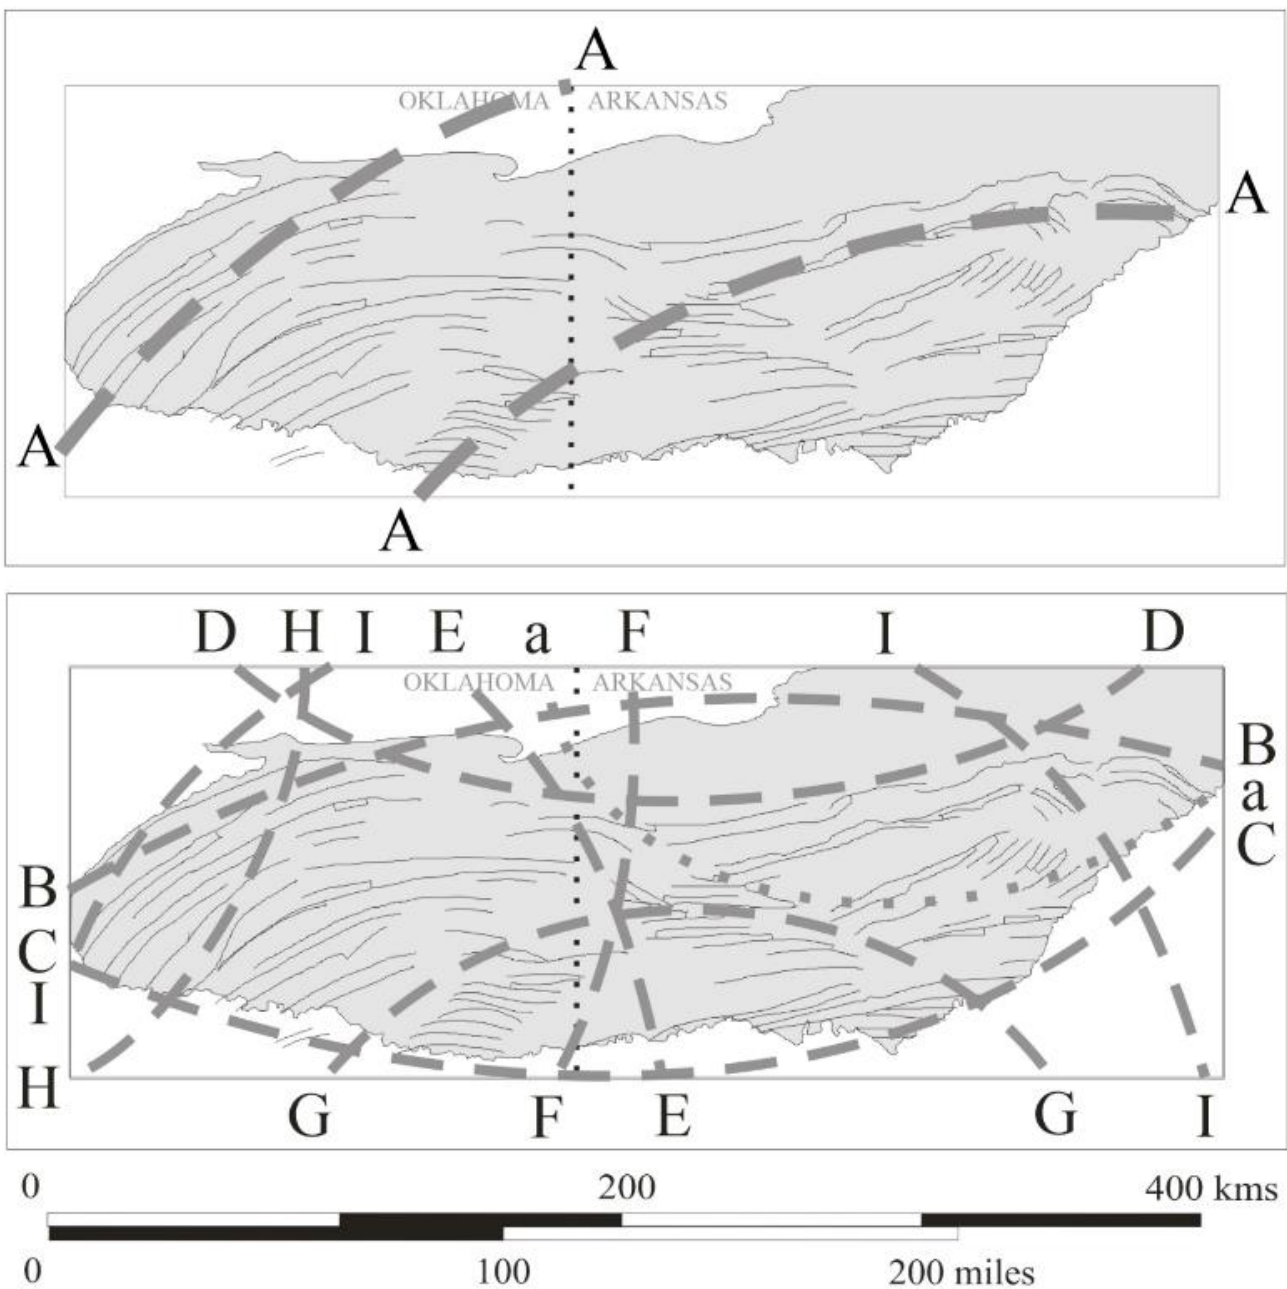 A
OKLAHOMA ARKANSAS
A
A
A
D H I E a F I D
OKLAHOMA ARKANSAS
B
a
C
B
C
I
H
G F E G I
0 200 400 kms
0 100 200 miles